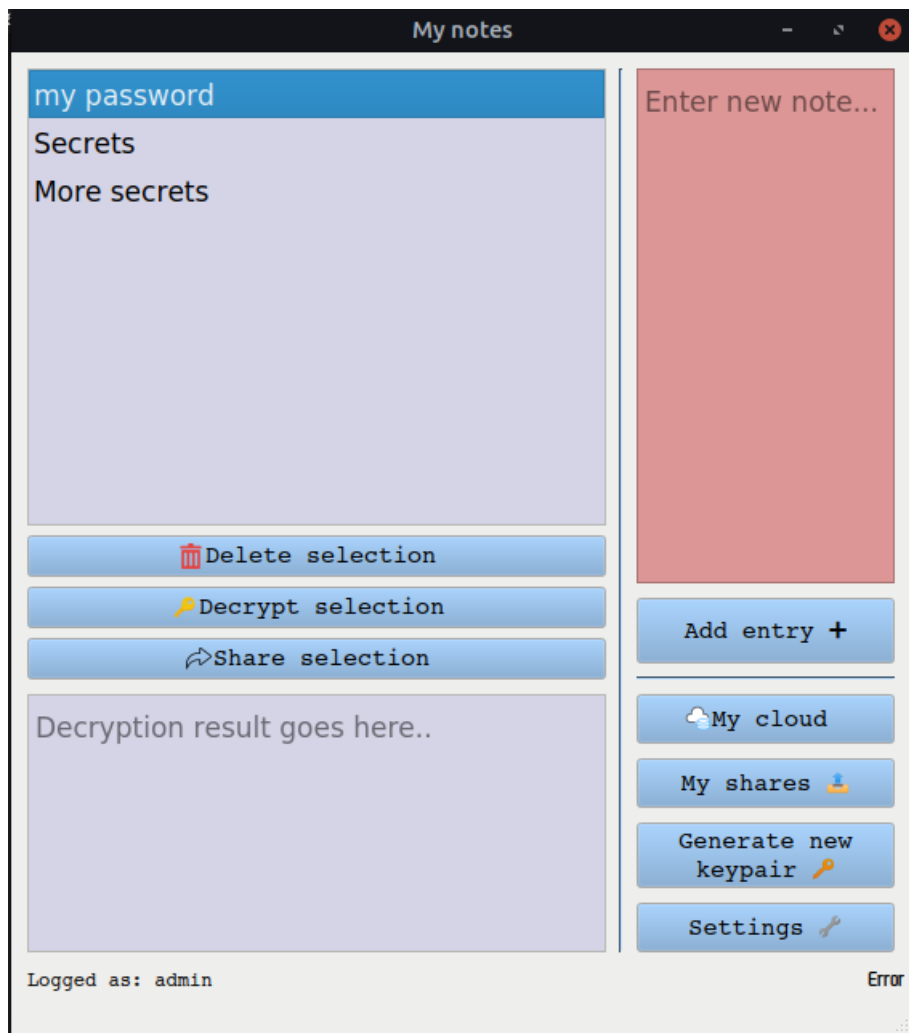 My notes
my password
Secrets
More secrets
Delete selection
Decrypt selection
Share selection
Decryption result goes here..
Enter new note...
Add entry +
My cloud
My shares
Generate new
keypair
Settings
Logged as: admin
Error